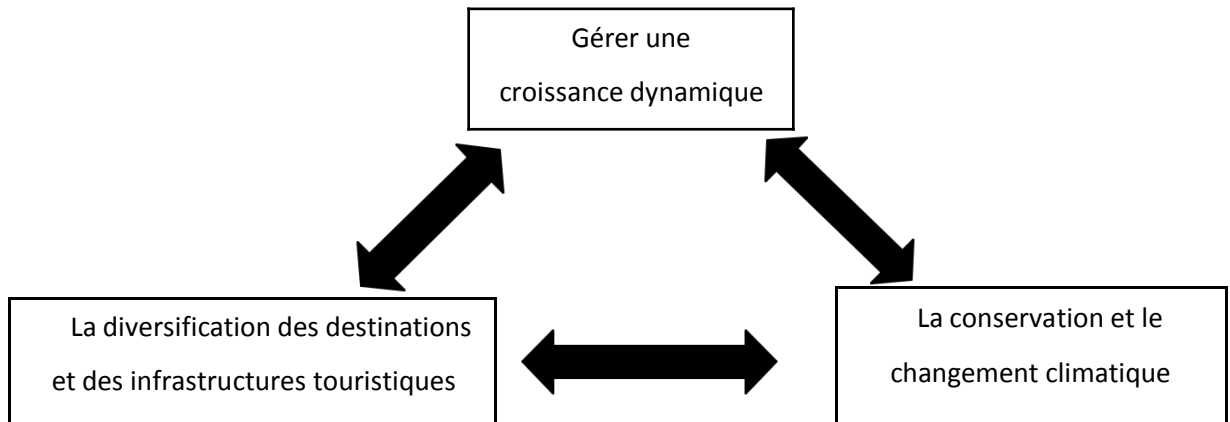 Gérer une
croissance dynamique
La diversification des destinations
et des infrastructures touristiques
La conservation et le
changement climatique